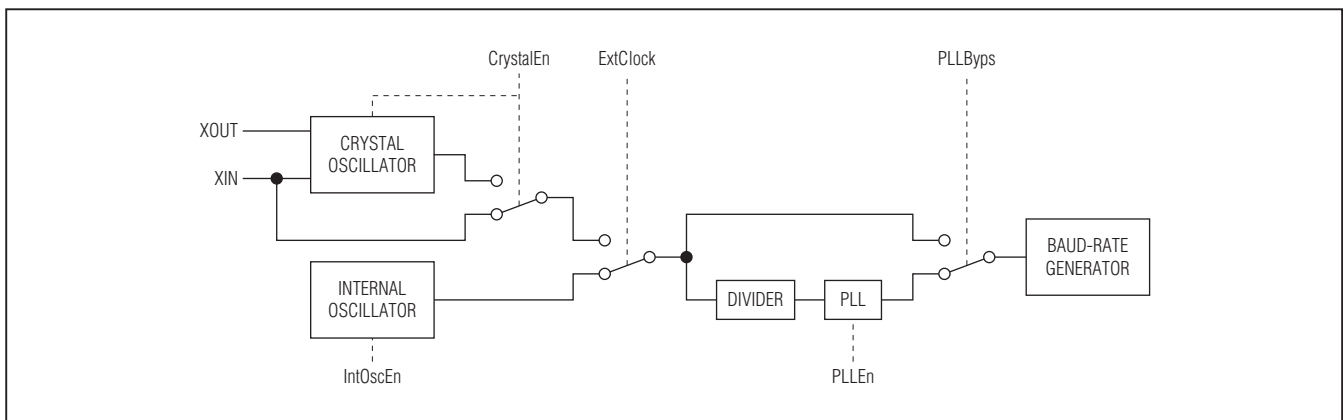 CrystalEn
ExtClock
PLLByps
XOUT
CRYSTAL
OSCILLATOR
XIN
BAUD-RATE
GENERATOR
INTERNAL
OSCILLATOR
DIVIDER
PLL
IntOscEn
PLLEn